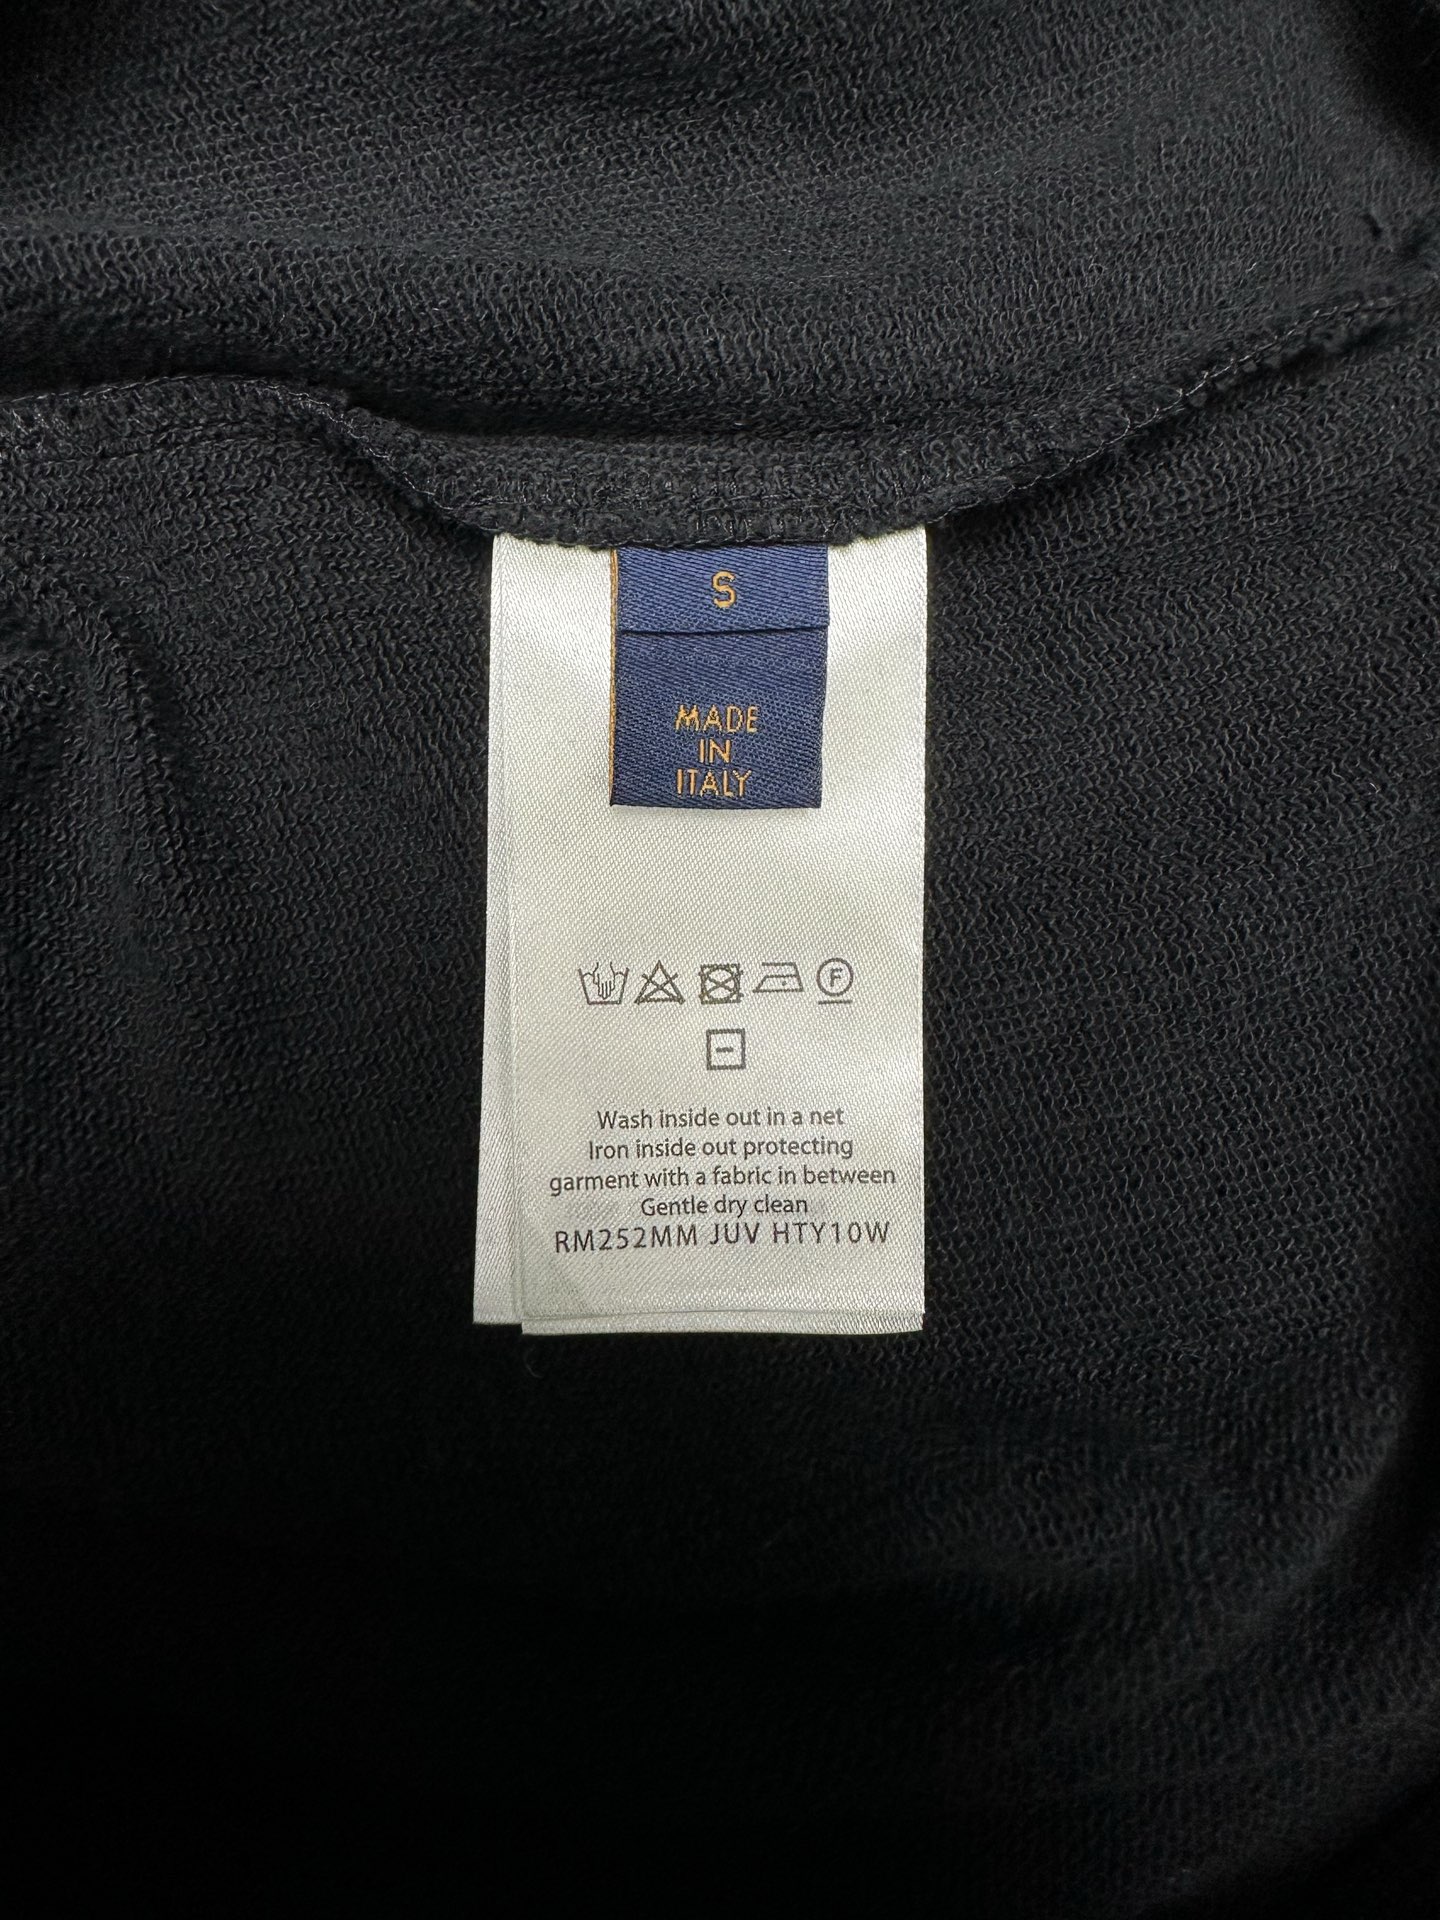 S
MADE
IN
ITALY
F
Wash inside out in a net
Iron inside out protecting
garment with a fabric in between
Gentle dry clean
RM252MM JUV HTY10W